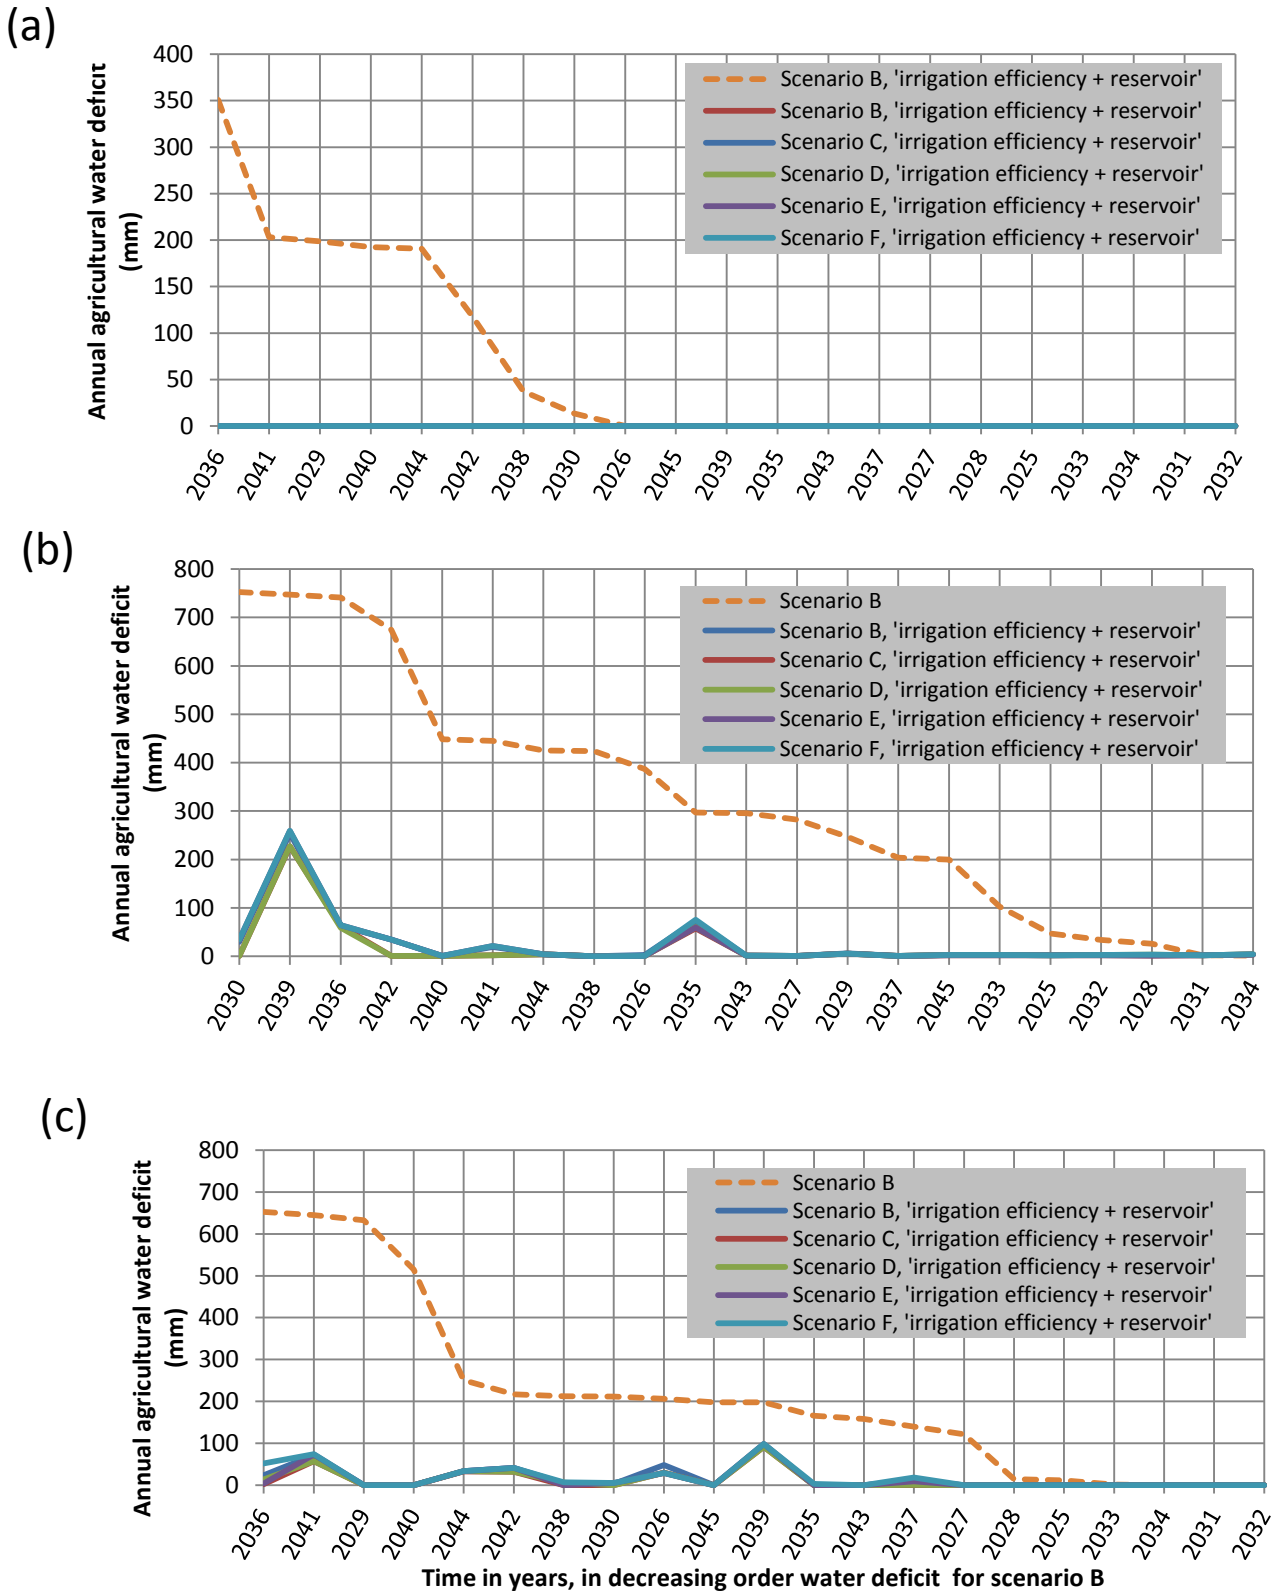 (a)
Annual agricultural water deficit
(mm)
400
350
300
250
200
150
100
50
0
Scenario B, 'irrigation efficiency + reservoir'
Scenario B, 'irrigation efficiency + reservoir'
Scenario C, 'irrigation efficiency + reservoir'
Scenario D, 'irrigation efficiency + reservoir'
Scenario E, 'irrigation efficiency + reservoir'
Scenario F, 'irrigation efficiency + reservoir'
2036 2041 2029 2040 2044 2042 2038 2030 2026 2045 2039 2035 2043 2037 2027 2028 2025 2033 2034 2031 2032
(b)
Annual agricultural water deficit
(mm)
800
700
600
500
400
300
200
100
0
Scenario B
Scenario B, 'irrigation efficiency + reservoir'
Scenario C, 'irrigation efficiency + reservoir'
Scenario D, 'irrigation efficiency + reservoir'
Scenario E, 'irrigation efficiency + reservoir'
Scenario F, 'irrigation efficiency + reservoir'
2030 2039 2036 2042 2040 2041 2044 2038 2026 2035 2043 2027 2029 2037 2045 2033 2025 2032 2028 2031 2034
(c)
Annual agricultural water deficit
(mm)
800
700
600
500
400
300
200
100
0
Scenario B
Scenario B, 'irrigation efficiency + reservoir'
Scenario C, 'irrigation efficiency + reservoir'
Scenario D, 'irrigation efficiency + reservoir'
Scenario E, 'irrigation efficiency + reservoir'
Scenario F, 'irrigation efficiency + reservoir'
2036 2041 2029 2040 2044 2042 2038 2030 2026 2045 2039 2035 2043 2037 2027 2028 2025 2033 2034 2031 2032
Time in years, in decreasing order water deficit for scenario B